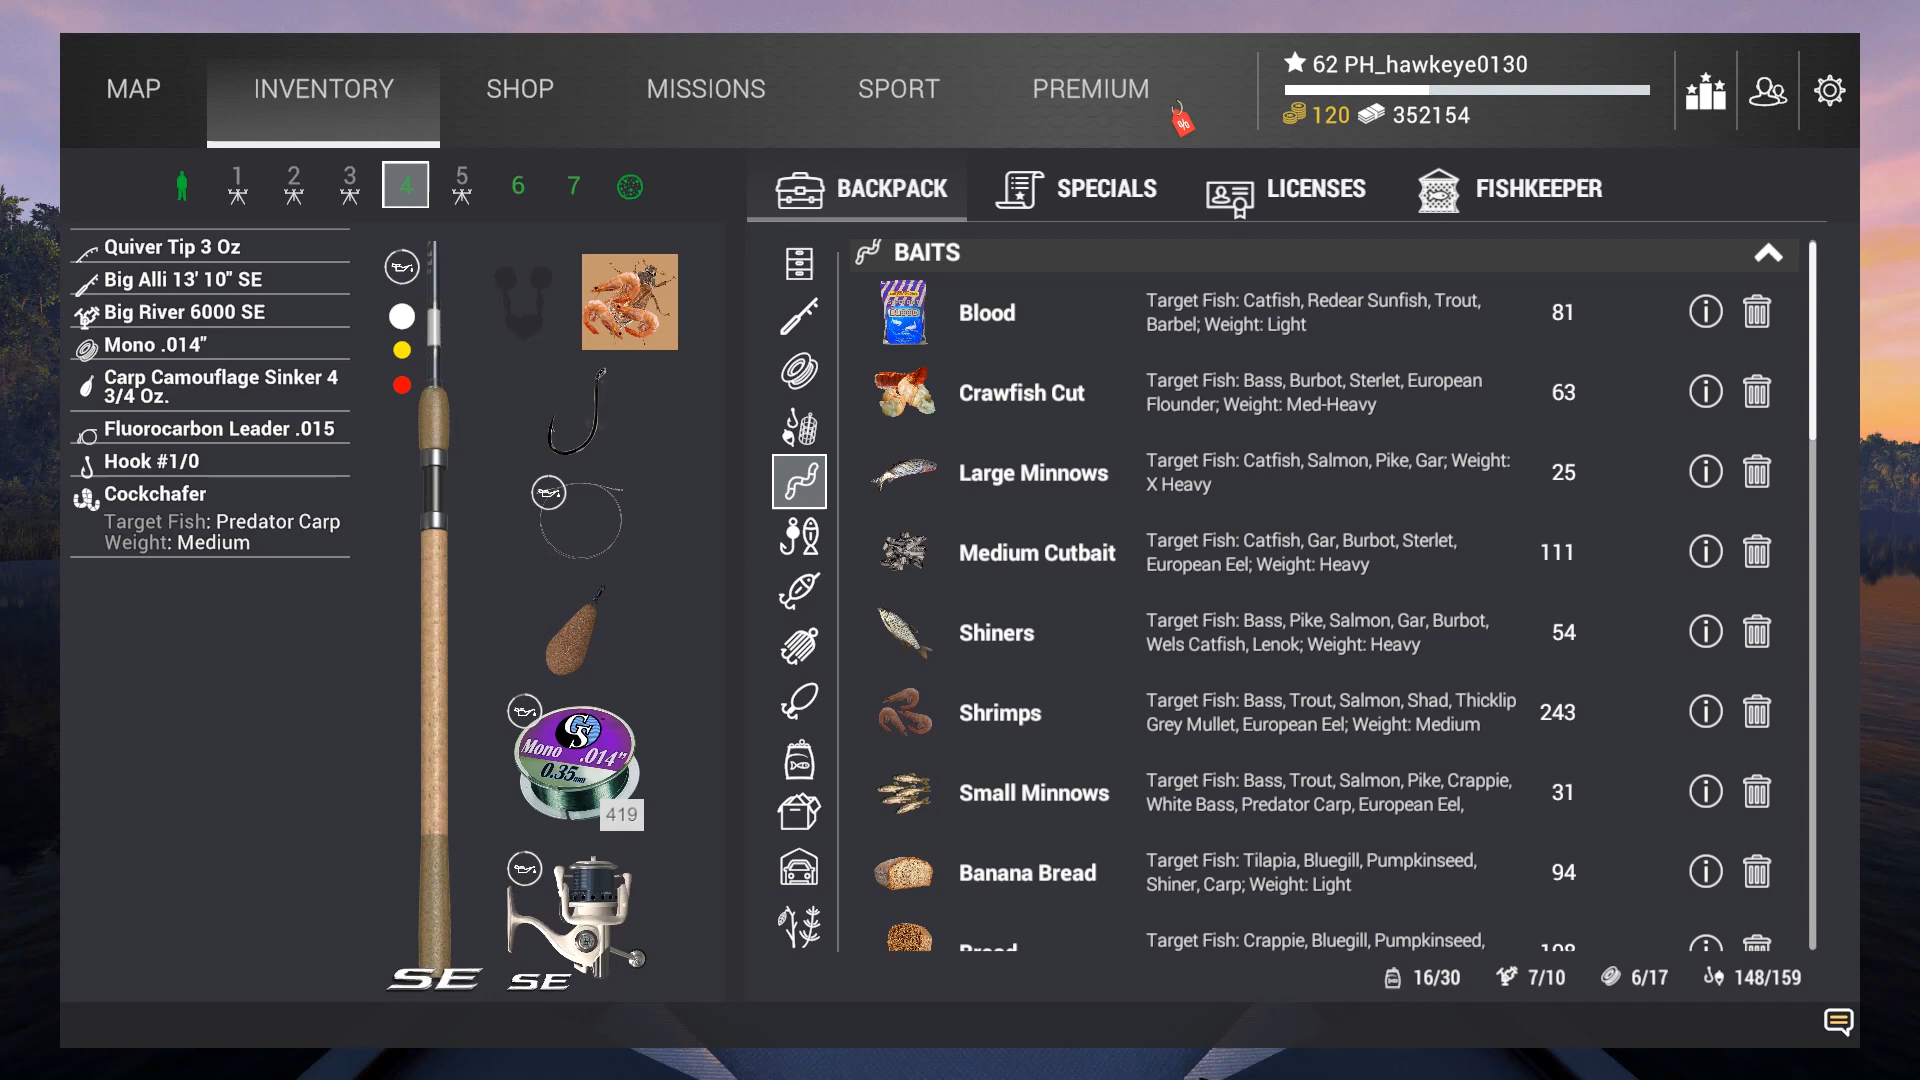 MAP
INVENTORY
SHOP
MISSIONS
SPORT
PREMIUM
%
62 PH_hawkeye0130
120
352154
1
2
3
4
5
6
7
BACKPACK
SPECIALS
LICENSES
FISHKEEPER
Quiver Tip 3 Oz
Big Alli 13' 10" SE
Big River 6000 SE
Mono .014"
Carp Camouflage Sinker 4
3/4 Oz.
Fluorocarbon Leader .015
Hook #1/0
Cockchafer
Target Fish: Predator Carp
Weight: Medium
Mono .014"
0.35mm
419
SE
SE
BAITS
Blood
Target Fish: Catfish, Redear Sunfish, Trout,
Barbel; Weight: Light
81
Crawfish Cut
Target Fish: Bass, Burbot, Sterlet, European
Flounder; Weight: Med-Heavy
63
Large Minnows
Target Fish: Catfish, Salmon, Pike, Gar; Weight:
X Heavy
25
Medium Cutbait
Target Fish: Catfish, Gar, Burbot, Sterlet,
European Eel; Weight: Heavy
111
Shiners
Target Fish: Bass, Pike, Salmon, Gar, Burbot,
Wels Catfish, Lenok; Weight: Heavy
54
Shrimps
Target Fish: Bass, Trout, Salmon, Shad, Thicklip
Grey Mullet, European Eel; Weight: Medium
243
Small Minnows
Target Fish: Bass, Trout, Salmon, Pike, Crappie,
White Bass, Predator Carp, European Eel,
31
Banana Bread
Target Fish: Tilapia, Bluegill, Pumpkinseed,
Shiner, Carp; Weight: Light
94
Bread
Target Fish: Crappie, Bluegill, Pumpkinseed,
16/30
7/10
6/17
148/159